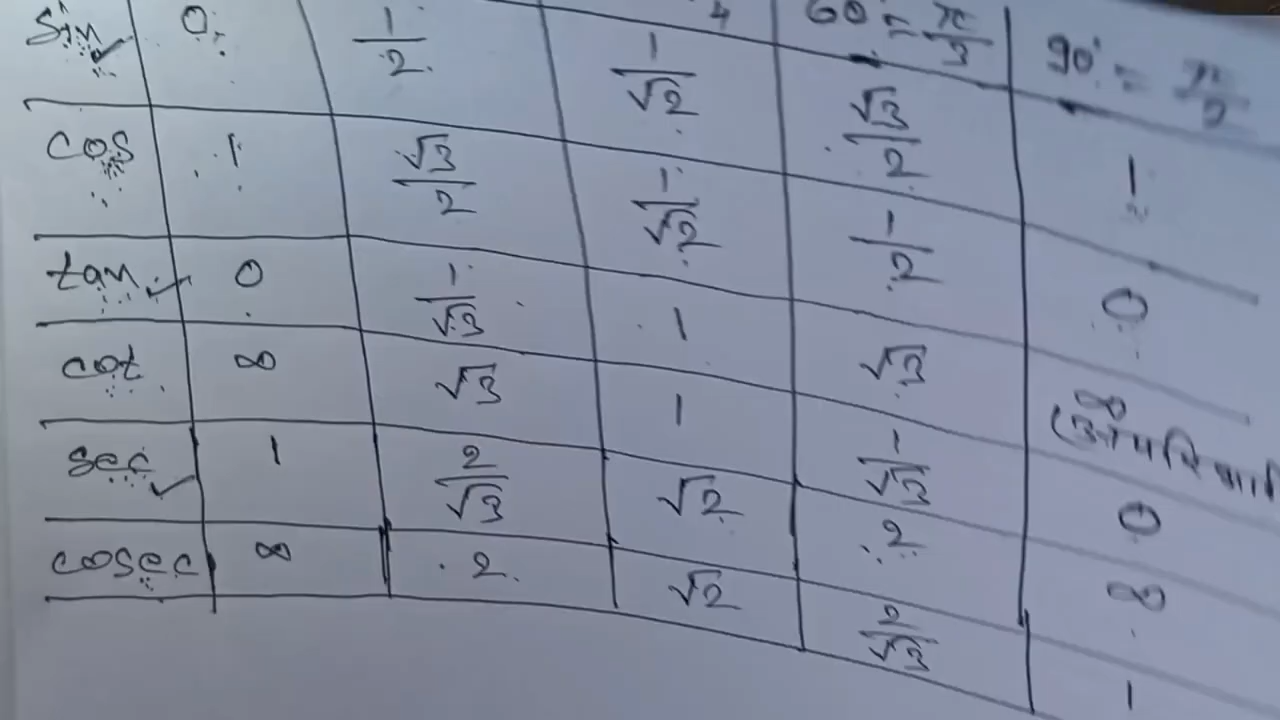 4 60° = π/3 90° = π/2
sin 0 1/2 1/√2 √3/2 1
cos 1 √3/2 1/√2 1/2 0
tan 0 1/√3 1 √3 ∞
cot ∞ √3 1 1/√3 0
sec 1 2/√3 √2 2 ∞
cosec ∞ 2 √2 2/√3 1